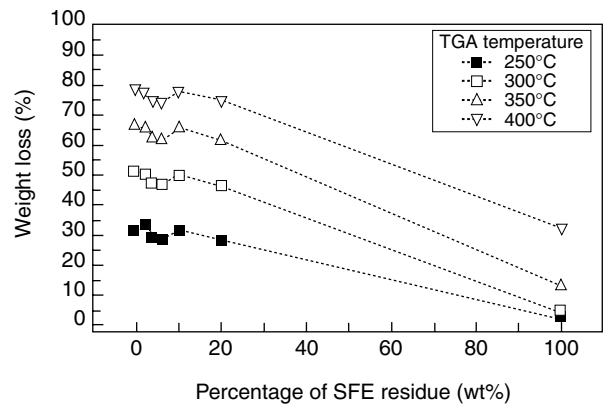 100
90
80
70
60
50
40
30
20
10
0
Weight loss (%)
TGA temperature
250°C
300°C
350°C
400°C
0 20 40 60 80 100
Percentage of SFE residue (wt%)